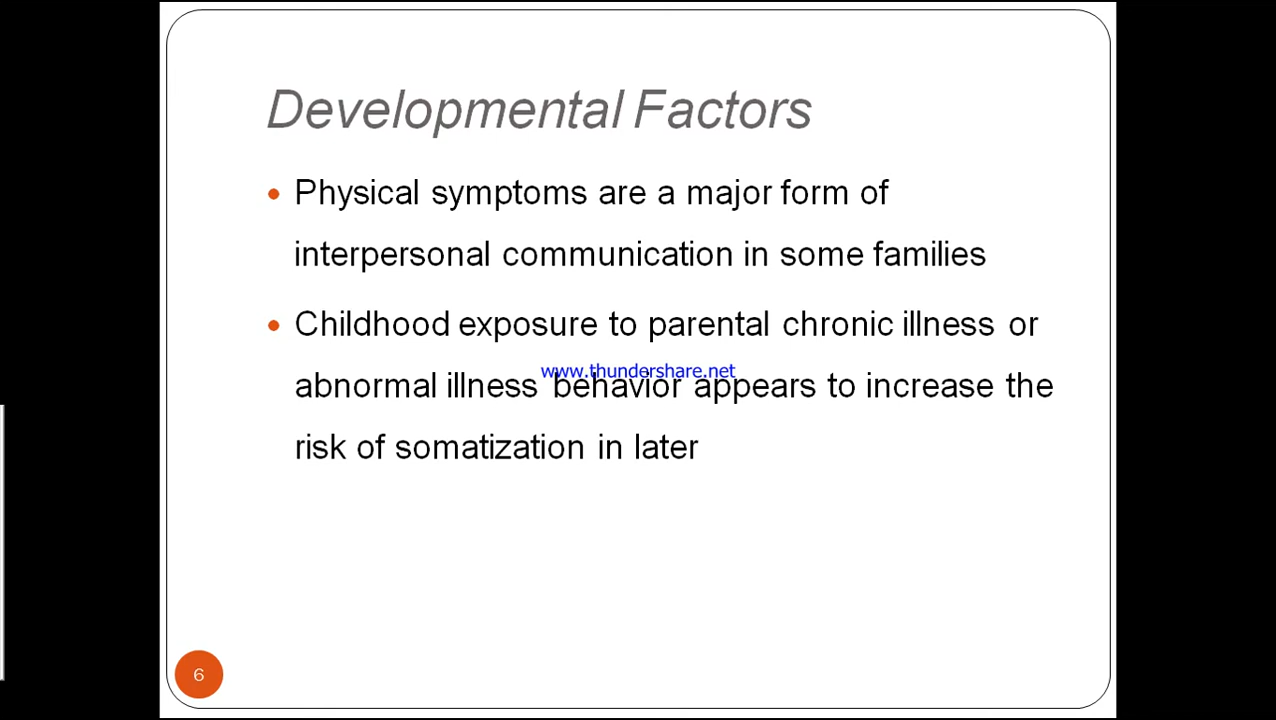 Developmental Factors
• Physical symptoms are a major form of
interpersonal communication in some families
• Childhood exposure to parental chronic illness or
www.thundershare.net
abnormal illness behavior appears to increase the
risk of somatization in later
6